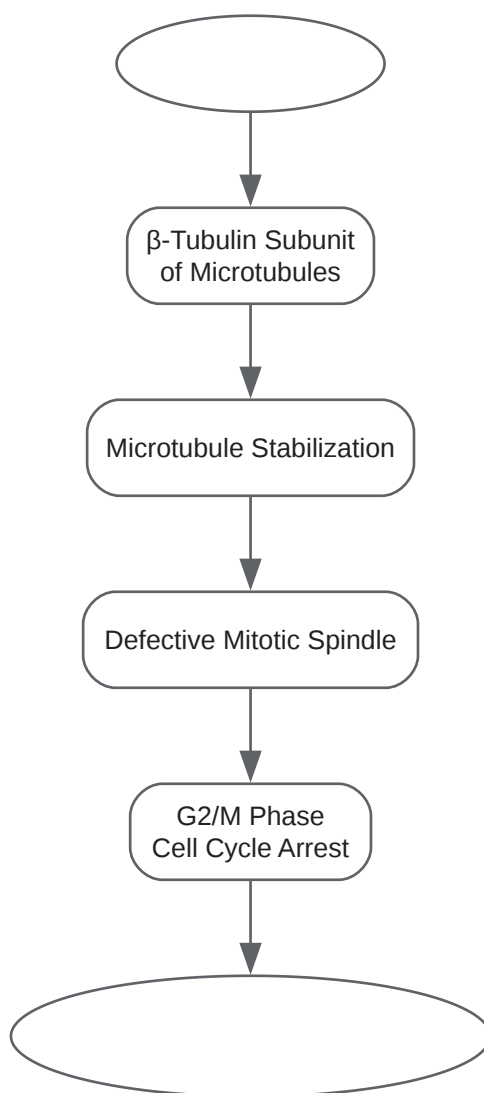 β-Tubulin Subunit
of Microtubules
Microtubule Stabilization
Defective Mitotic Spindle
G2/M Phase
Cell Cycle Arrest